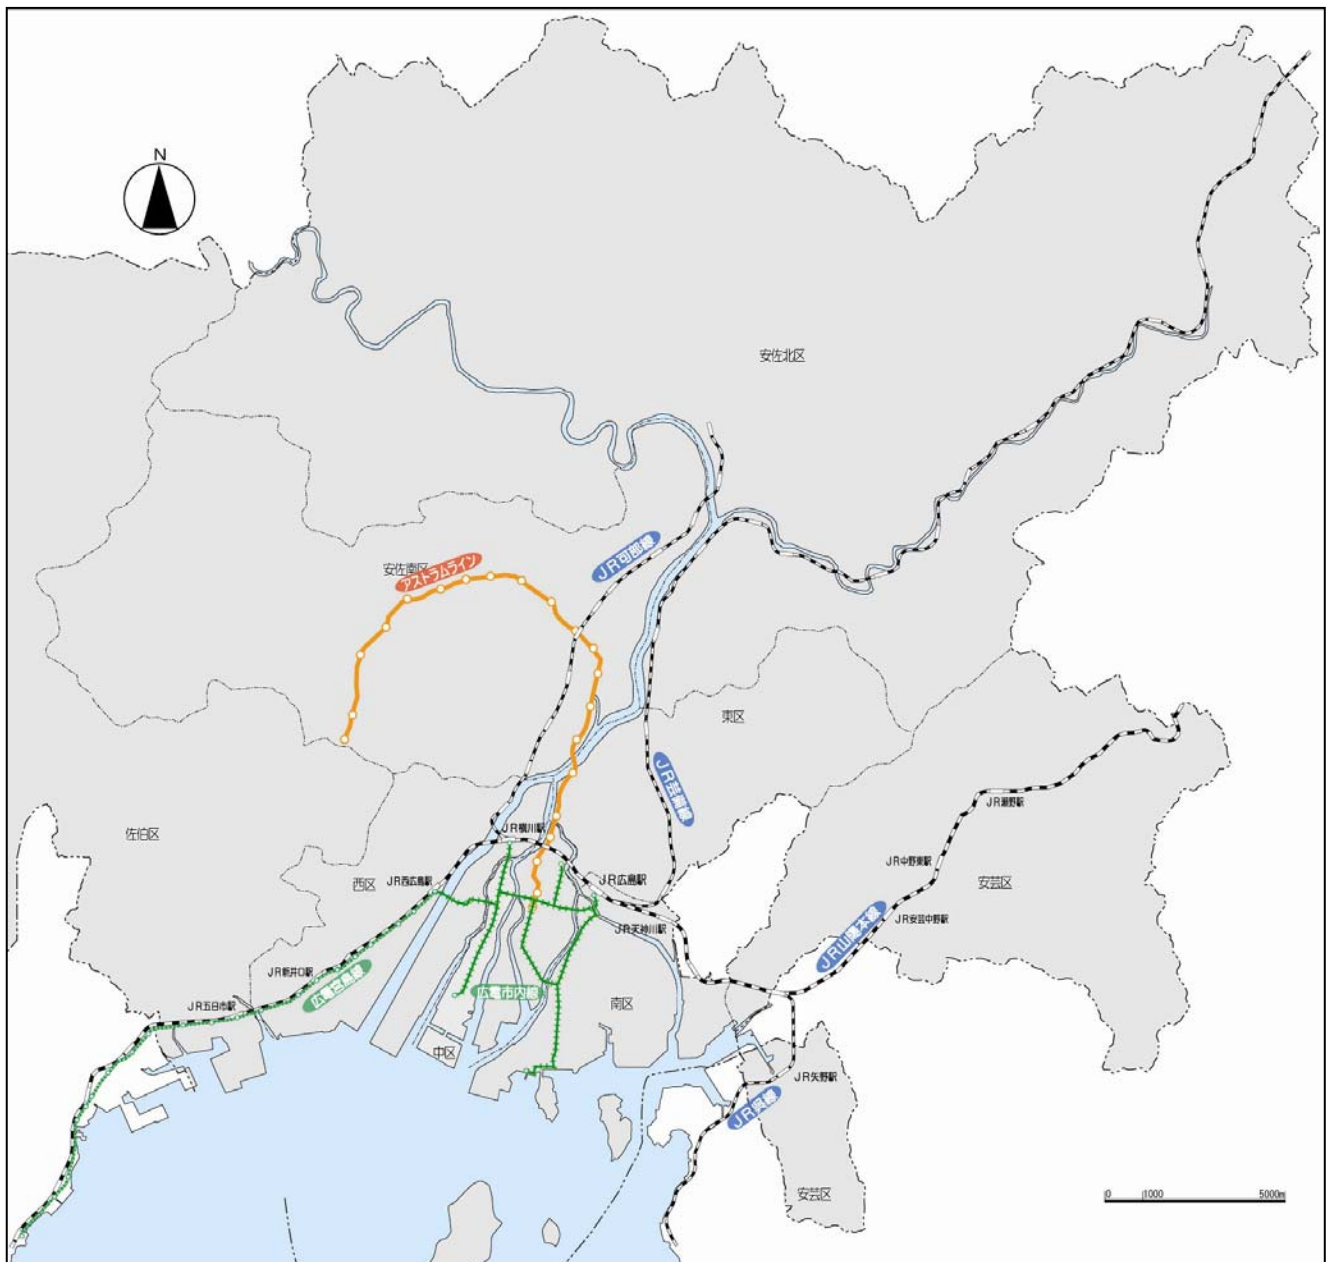 N
安佐北区
JR可部線
安佐南区
アストラムライン
東区
JR芸備線
JR瀬野駅
佐伯区
JR横川駅
JR中野東駅
西区
JR西広島駅
JR広島駅
安芸区
JR安芸中野駅
JR天神川駅
JR山陽本線
JR新井口駅
広電宮島線
広電市内線
JR五日市駅
南区
中区
JR矢野駅
JR呉線
安芸区
0 1000 5000m